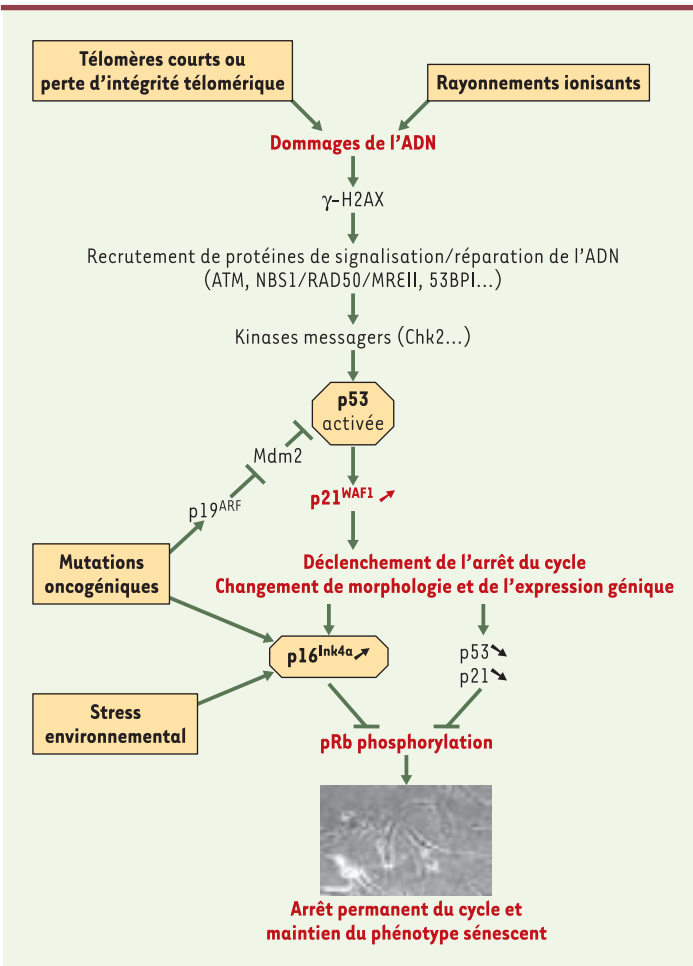 Télomères courts ou
perte d'intégrité télomérique
Rayonnements ionisants
Dommages de l'ADN
γ-H2AX
Recrutement de protéines de signalisation/réparation de l'ADN
(ATM, NBS1/RAD50/MREII, 53BPI...)
Kinases messagers (Chk2...)
p53
activée
Mdm2
p21WAF1
p19ARF
Mutations
oncogéniques
Déclenchement de l'arrêt du cycle
Changement de morphologie et de l'expression génique
p16Ink4a
p53
p21
Stress
environnemental
pRb phosphorylation
Arrêt permanent du cycle et
maintien du phénotype sénescent